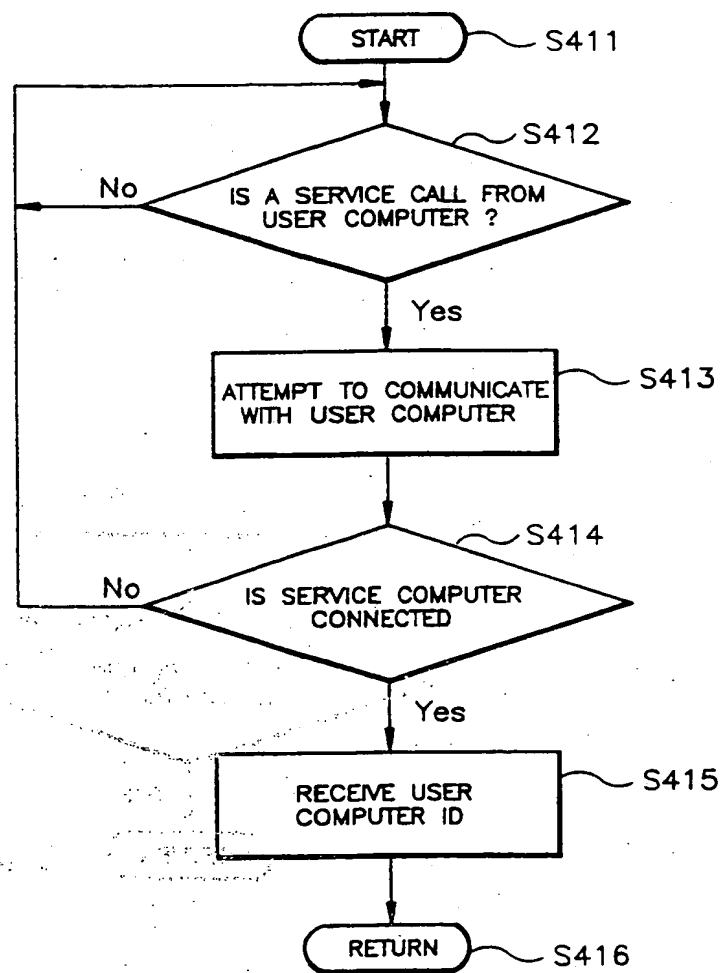 START
S411
S412
No
IS A SERVICE CALL FROM
USER COMPUTER ?
Yes
ATTEMPT TO COMMUNICATE
WITH USER COMPUTER
S413
S414
No
IS SERVICE COMPUTER
CONNECTED
Yes
RECEIVE USER
COMPUTER ID
S415
RETURN
S416